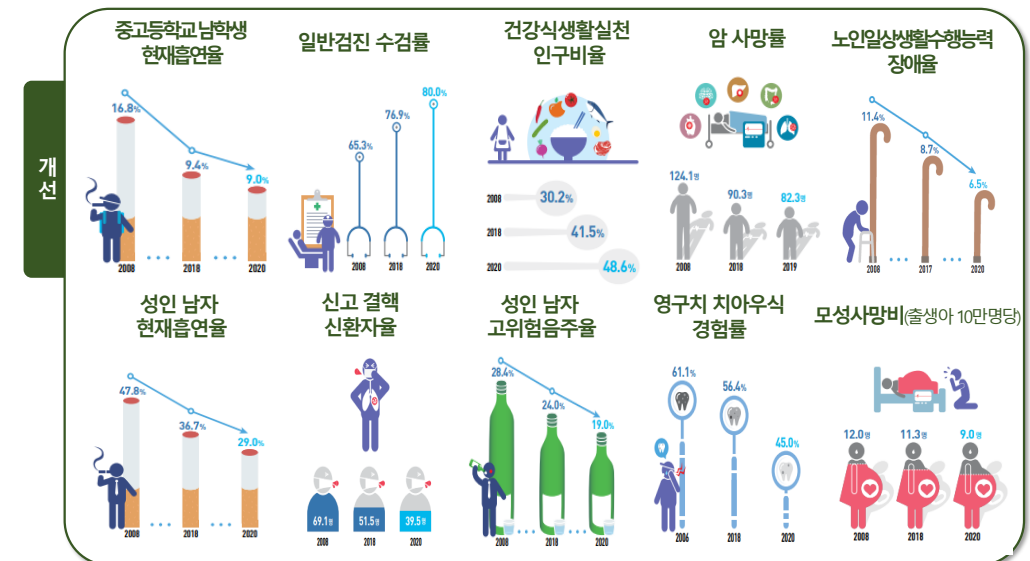 개선
중고등학교 남학생
현재흡연율
16.8%
9.4%
9.0%
2008
2018
2020
일반검진 수검률
65.3%
76.9%
80.0%
2008
2018
2020
건강식생활실천
인구비율
2008
30.2%
2018
41.5%
2020
48.6%
암 사망률
124.1명
90.3명
82.3명
2008
2018
2019
노인일상생활수행능력
장애율
11.4%
8.7%
6.5%
2008
2017
2020
성인 남자
현재흡연율
47.8%
36.7%
29.0%
2008
2018
2020
신고 결핵
신환자율
69.1명
51.5명
39.5명
2008
2018
2020
성인 남자
고위험음주율
28.4%
24.0%
19.0%
2008
2018
2020
영구치 치아우식
경험률
61.1%
56.4%
45.0%
2006
2018
2020
모성사망비(출생아 10만명당)
12.0명
11.3명
9.0명
2008
2018
2020